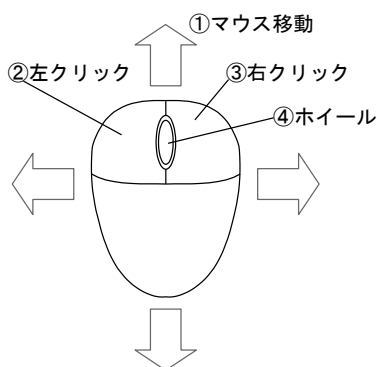 ①マウス移動
②左クリック
③右クリック
④ホイール